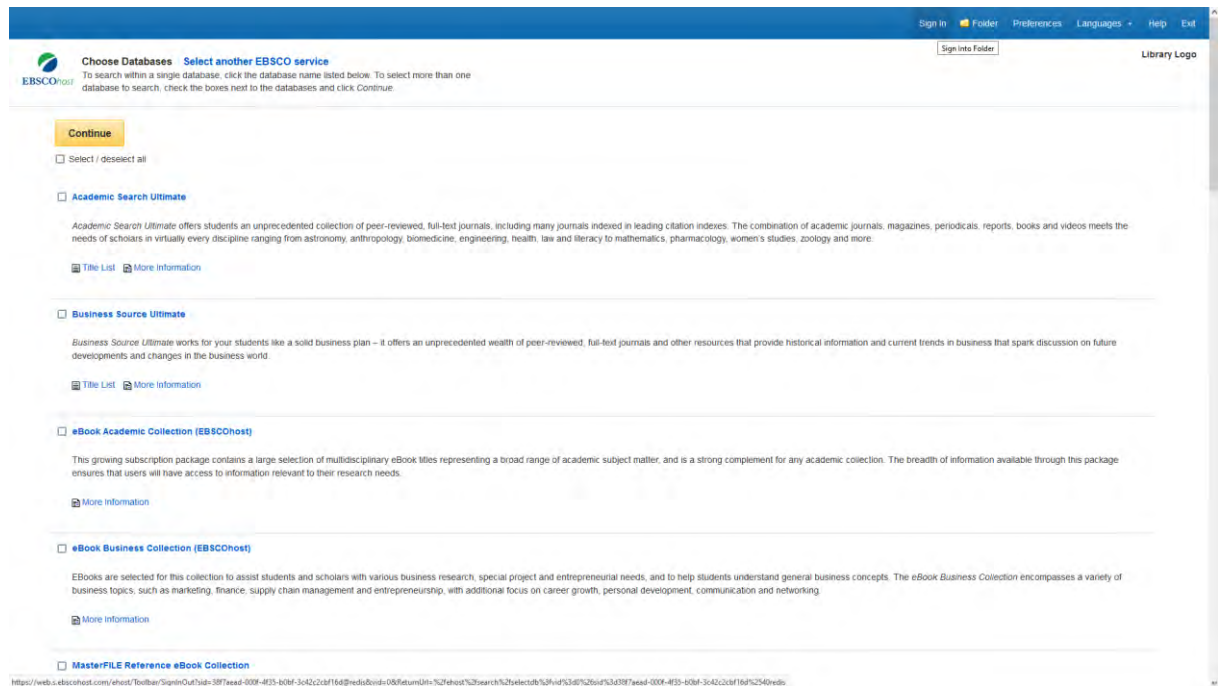 Sign In Folder Preferences Languages Help Exit
Sign into Folder
Library Logo
EBSCOhost
Choose Databases Select another EBSCO service
To search within a single database, click the database name listed below. To select more than one
database to search, check the boxes next to the databases and click Continue.
Continue
Select / deselect all
Academic Search Ultimate
Academic Search Ultimate offers students an unprecedented collection of peer-reviewed, full-text journals, including many journals indexed in leading citation indexes. The combination of academic journals, magazines, periodicals, reports, books and videos meets the
needs of scholars in virtually every discipline ranging from astronomy, anthropology, biomedicine, engineering, health, law and literacy to mathematics, pharmacology, women's studies, zoology and more.
Title List More Information
Business Source Ultimate
Business Source Ultimate works for your students like a solid business plan – it offers an unprecedented wealth of peer-reviewed, full-text journals and other resources that provide historical information and current trends in business that spark discussion on future
developments and changes in the business world.
Title List More Information
eBook Academic Collection (EBSCOhost)
This growing subscription package contains a large selection of multidisciplinary eBook titles representing a broad range of academic subject matter, and is a strong complement for any academic collection. The breadth of information available through this package
ensures that users will have access to information relevant to their research needs.
More Information
eBook Business Collection (EBSCOhost)
EBooks are selected for this collection to assist students and scholars with various business research, special project and entrepreneurial needs, and to help students understand general business concepts. The eBook Business Collection encompasses a variety of
business topics, such as marketing, finance, supply chain management and entrepreneurship, with additional focus on career growth, personal development, communication and networking.
More Information
MasterFILE Reference eBook Collection